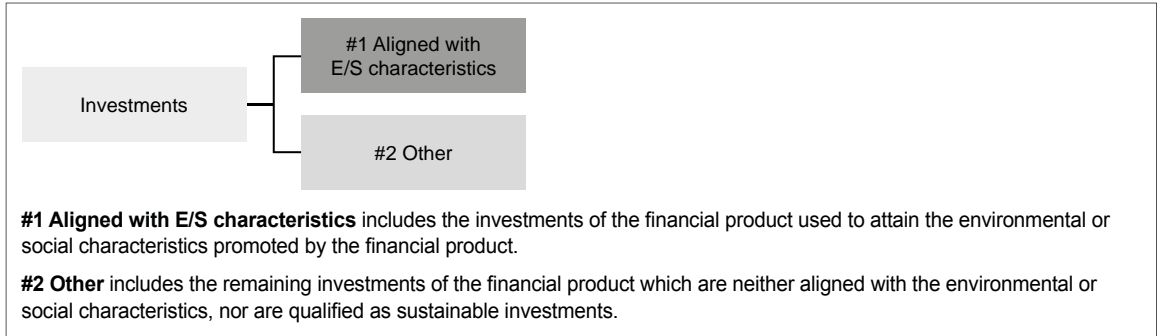 #1 Aligned with
E/S characteristics
Investments
#2 Other
#1 Aligned with E/S characteristics includes the investments of the financial product used to attain the environmental or
social characteristics promoted by the financial product.
#2 Other includes the remaining investments of the financial product which are neither aligned with the environmental or
social characteristics, nor are qualified as sustainable investments.